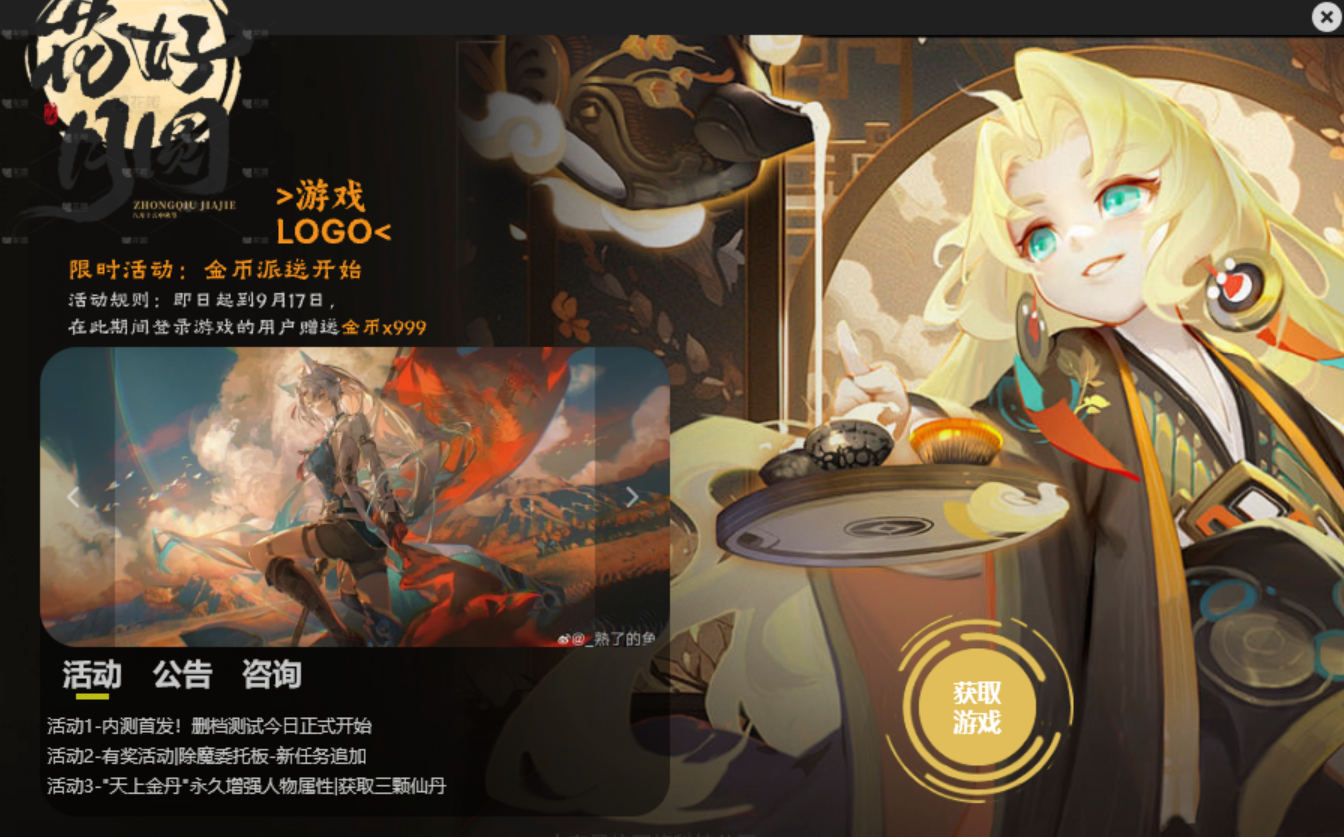 花好
月圆
ZHONGQIU JIAJIE
>游戏
LOGO<
限时活动：金币派送开始
活动规则：即日起到9月17日，
在此期间登录游戏的用户赠送金币x999
@_熟了的鱼
活动 公告 咨询
活动1-内测首发！删档测试今日正式开始
活动2-有奖活动|除魔委托板-新任务追加
活动3-"天上金丹"永久增强人物属性|获取三颗仙丹
获取
游戏